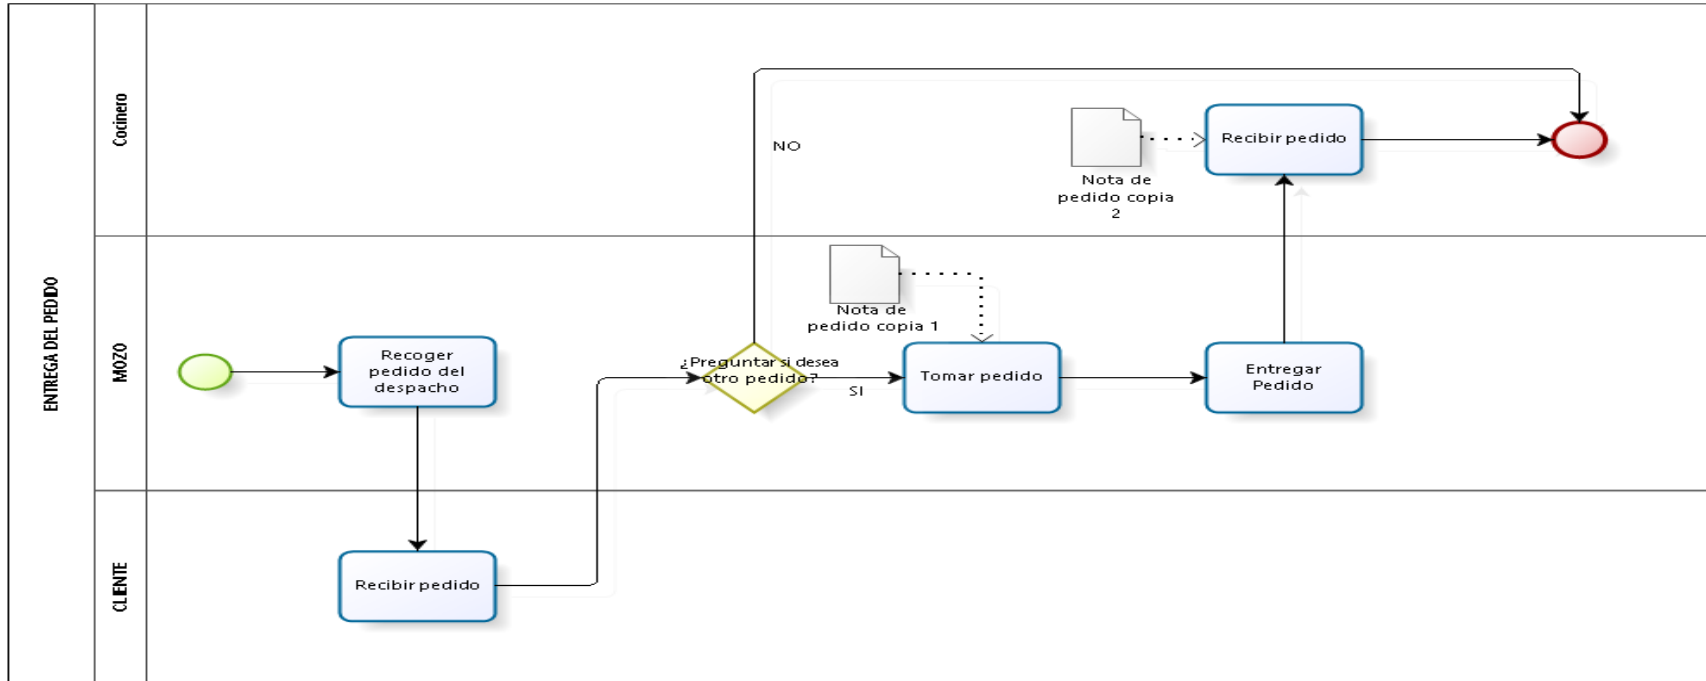 ENTREGA DEL PEDIDO
Cocinero
NO
Nota de
pedido copia
2
Recibir pedido
MOZO
Recoger
pedido del
despacho
¿Preguntar si desea
otro pedido?
SI
Nota de
pedido copia 1
Tomar pedido
Entregar
Pedido
CLIENTE
Recibir pedido